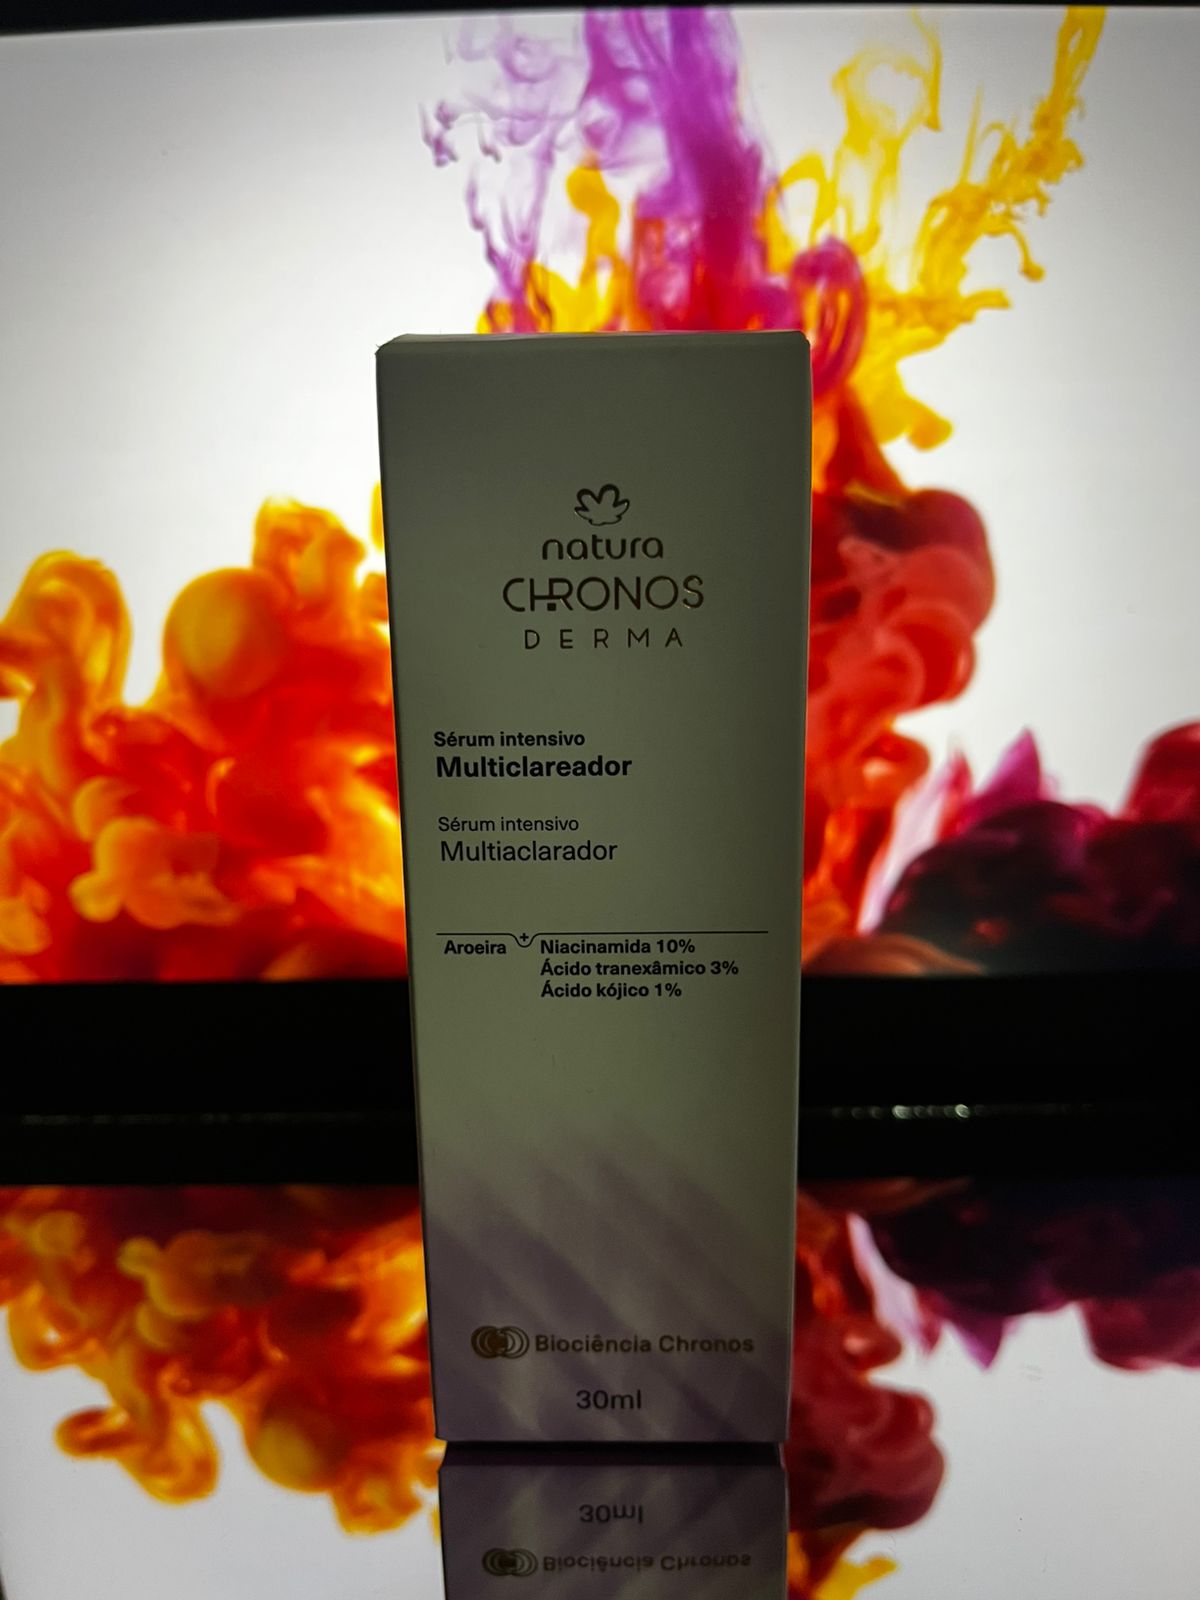 natura
CHRONOS
DERMA
Sérum intensivo
Multiclareador
Sérum intensivo
Multiaclarador
Aroeira + Niacinamida 10%
Ácido tranexâmico 3%
Ácido kójico 1%
Biociência Chronos
30ml
30ml
Biociência Chronos